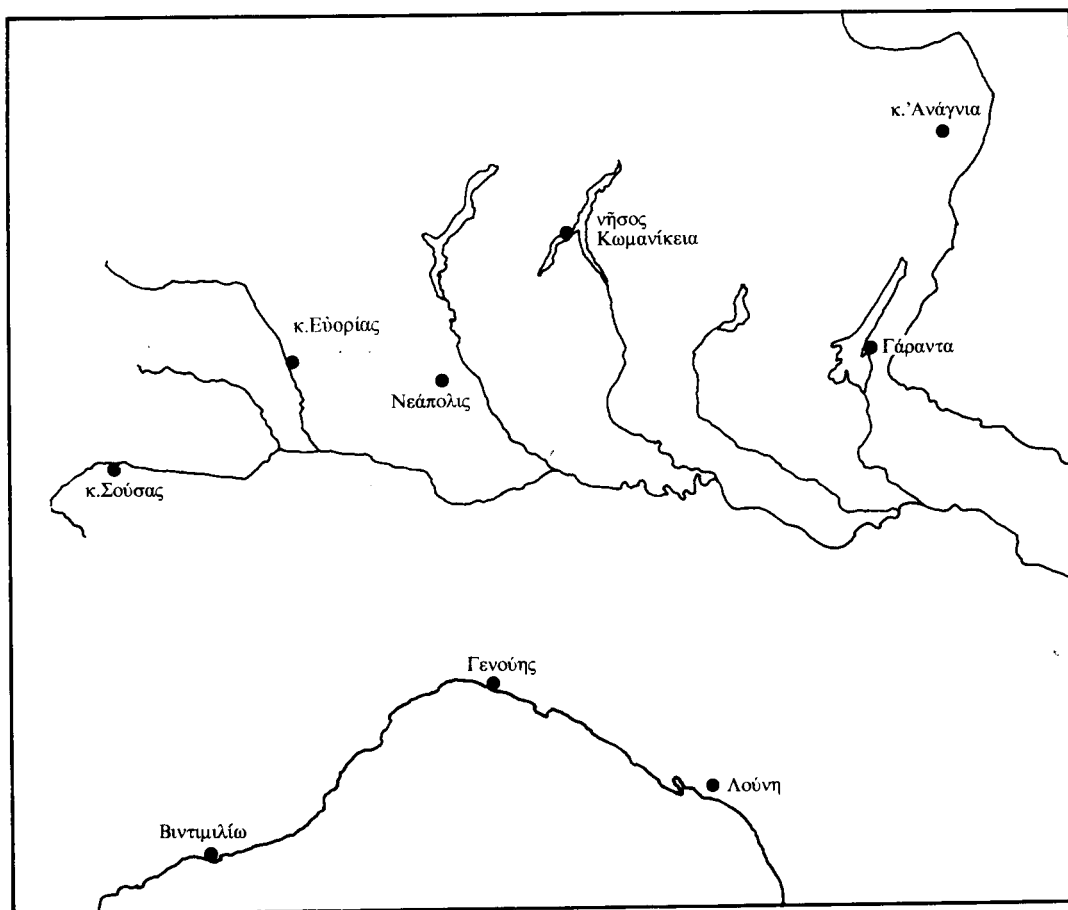 κ.Ἀνάγνια
νῆσος
Κωμανίκεια
κ.Εὐορίας
Γάραντα
Νεάπολις
κ.Σούσας
Γενούης
Λούνη
Βιντιμιλίω